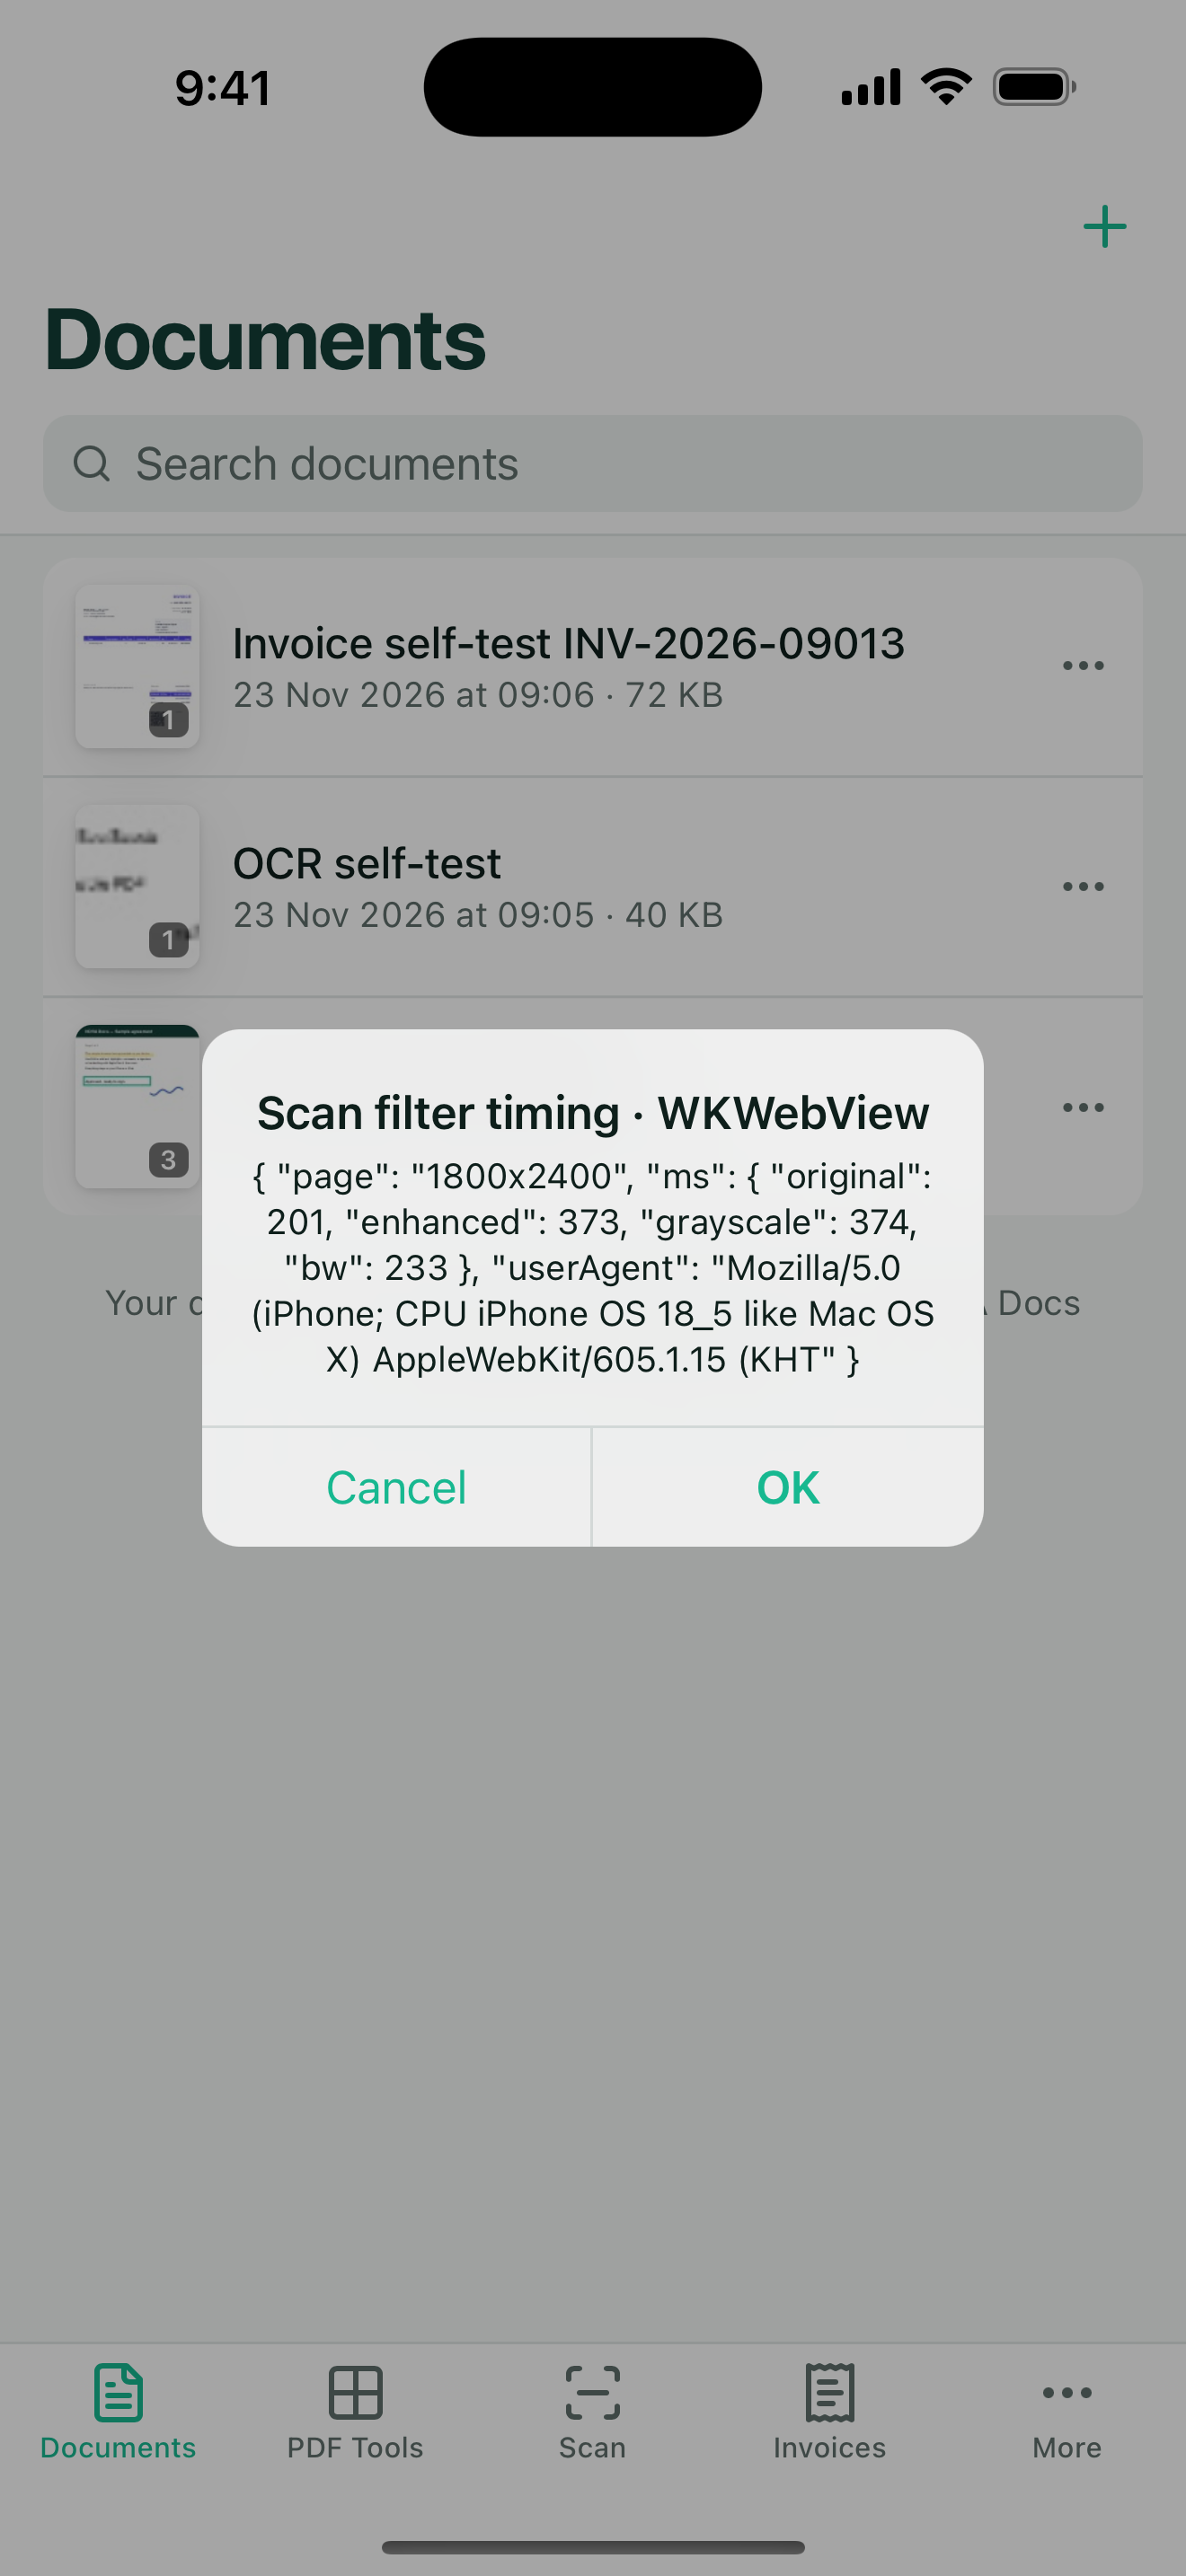 9:41
Documents
Search documents
Invoice self-test INV-2026-09013
23 Nov 2026 at 09:06 · 72 KB
1
OCR self-test
23 Nov 2026 at 09:05 · 40 KB
1
3
Scan filter timing · WKWebView
{ "page": "1800x2400", "ms": { "original":
201, "enhanced": 373, "grayscale": 374,
"bw": 233 }, "userAgent": "Mozilla/5.0
(iPhone; CPU iPhone OS 18_5 like Mac OS
X) AppleWebKit/605.1.15 (KHT" }
Your
Docs
Cancel
OK
Documents
PDF Tools
Scan
Invoices
More